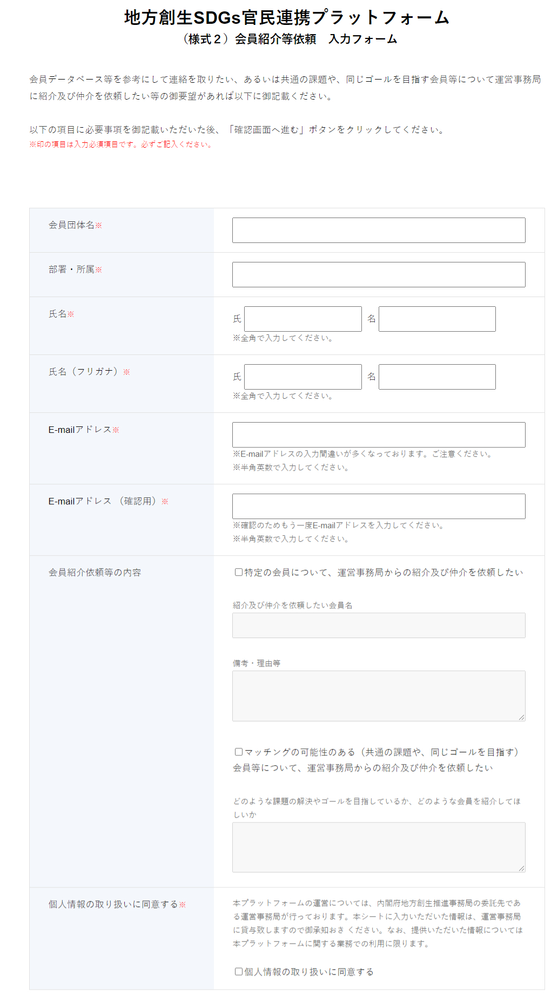 地方創生SDGs官民連携プラットフォーム
（様式２）会員紹介等依頼　入力フォーム
会員データベース等を参考にして連絡を取りたい、あるいは共通の課題や、同じゴールを目指す会員等について運営事務局
に紹介及び仲介を依頼したい等の御要望があれば以下に御記載ください。
以下の項目に必要事項を御記載いただいた後、「確認画面へ進む」ボタンをクリックしてください。
※印の項目は入力必須項目です。必ずご記入ください。
会員団体名※
部署・所属※
氏名※
氏 名
※全角で入力してください。
氏名（フリガナ）※
氏 名
※全角で入力してください。
E-mailアドレス※
※E-mailアドレスの入力間違いが多くなっております。ご注意ください。
※半角英数で入力してください。
E-mailアドレス （確認用）※
※確認のためもう一度E-mailアドレスを入力してください。
※半角英数で入力してください。
会員紹介依頼等の内容
特定の会員について、運営事務局からの紹介及び仲介を依頼したい
紹介及び仲介を依頼したい会員名
備考・理由等
マッチングの可能性のある（共通の課題や、同じゴールを目指す）
会員等について、運営事務局からの紹介及び仲介を依頼したい
どのような課題の解決やゴールを目指しているか、どのような会員を紹介してほ
しいか
個人情報の取り扱いに同意する※
本プラットフォームの運営については、内閣府地方創生推進事務局の委託先であ
る運営事務局が行っております。本シートに入力いただいた情報は、運営事務局
に貸与致しますので御承知おき ください。なお、提供いただいた情報については
本プラットフォームに関する業務での利用に限ります。
個人情報の取り扱いに同意する